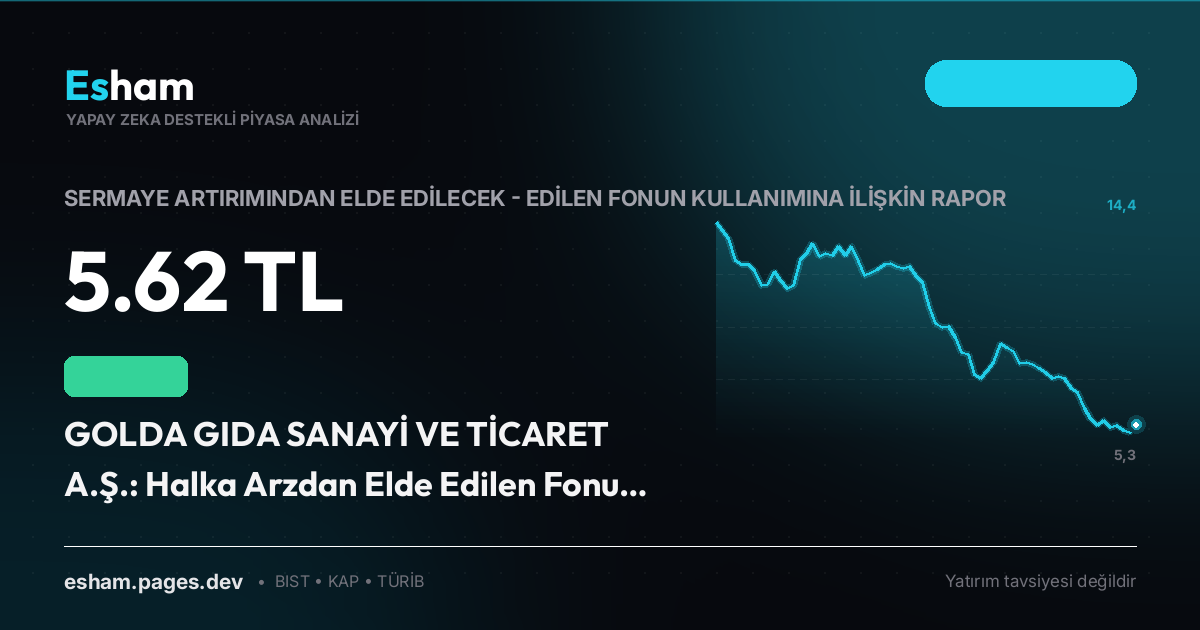 Esham
YAPAY ZEKA DESTEKLİ PİYASA ANALİZİ
SERMAYE ARTIRIMINDAN ELDE EDİLECEK - EDİLEN FONUN KULLANIMINA İLİŞKİN RAPOR
14,4
5.62 TL
5,3
GOLDA GIDA SANAYİ VE TİCARET
A.Ş.: Halka Arzdan Elde Edilen Fonu...
esham.pages.dev • BIST • KAP • TÜRİB
Yatırım tavsiyesi değildir